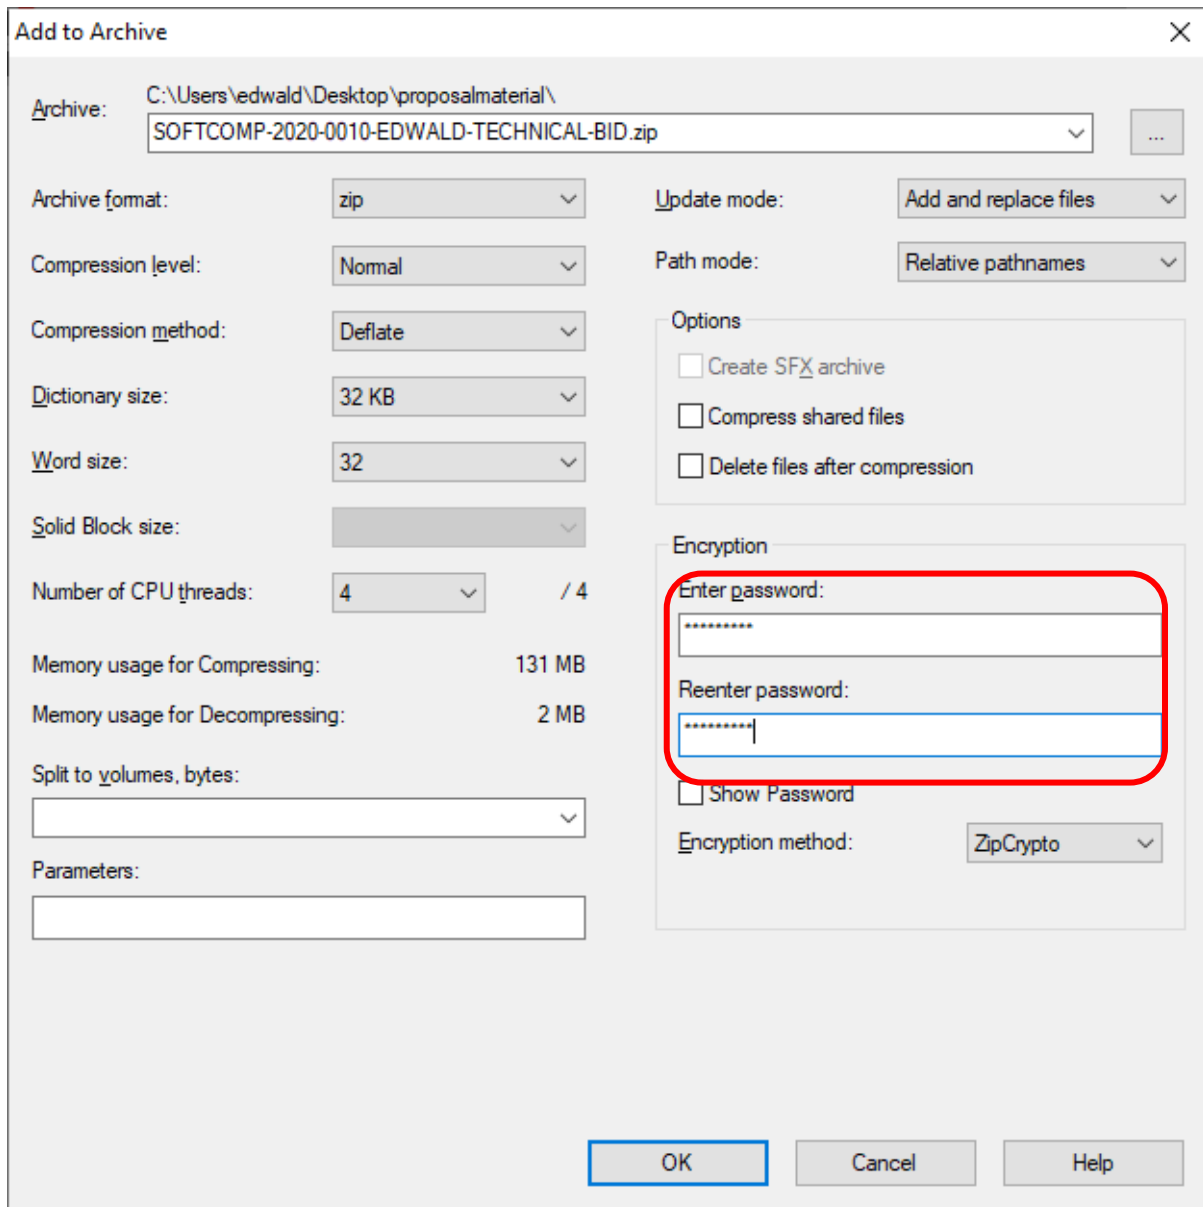 Add to Archive
Archive:
C:\Users\edwald\Desktop\proposalmaterial\
SOFTCOMP-2020-0010-EDWALD-TECHNICAL-BID.zip
...
Archive format:
zip
Compression level:
Normal
Compression method:
Deflate
Dictionary size:
32 KB
Word size:
32
Solid Block size:
Number of CPU threads:
4
/ 4
Memory usage for Compressing:
131 MB
Memory usage for Decompressing:
2 MB
Split to volumes, bytes:
Parameters:
Update mode:
Add and replace files
Path mode:
Relative pathnames
Options
Create SFX archive
Compress shared files
Delete files after compression
Encryption
Enter password:
*********
Reenter password:
*********
Show Password
Encryption method:
ZipCrypto
OK
Cancel
Help